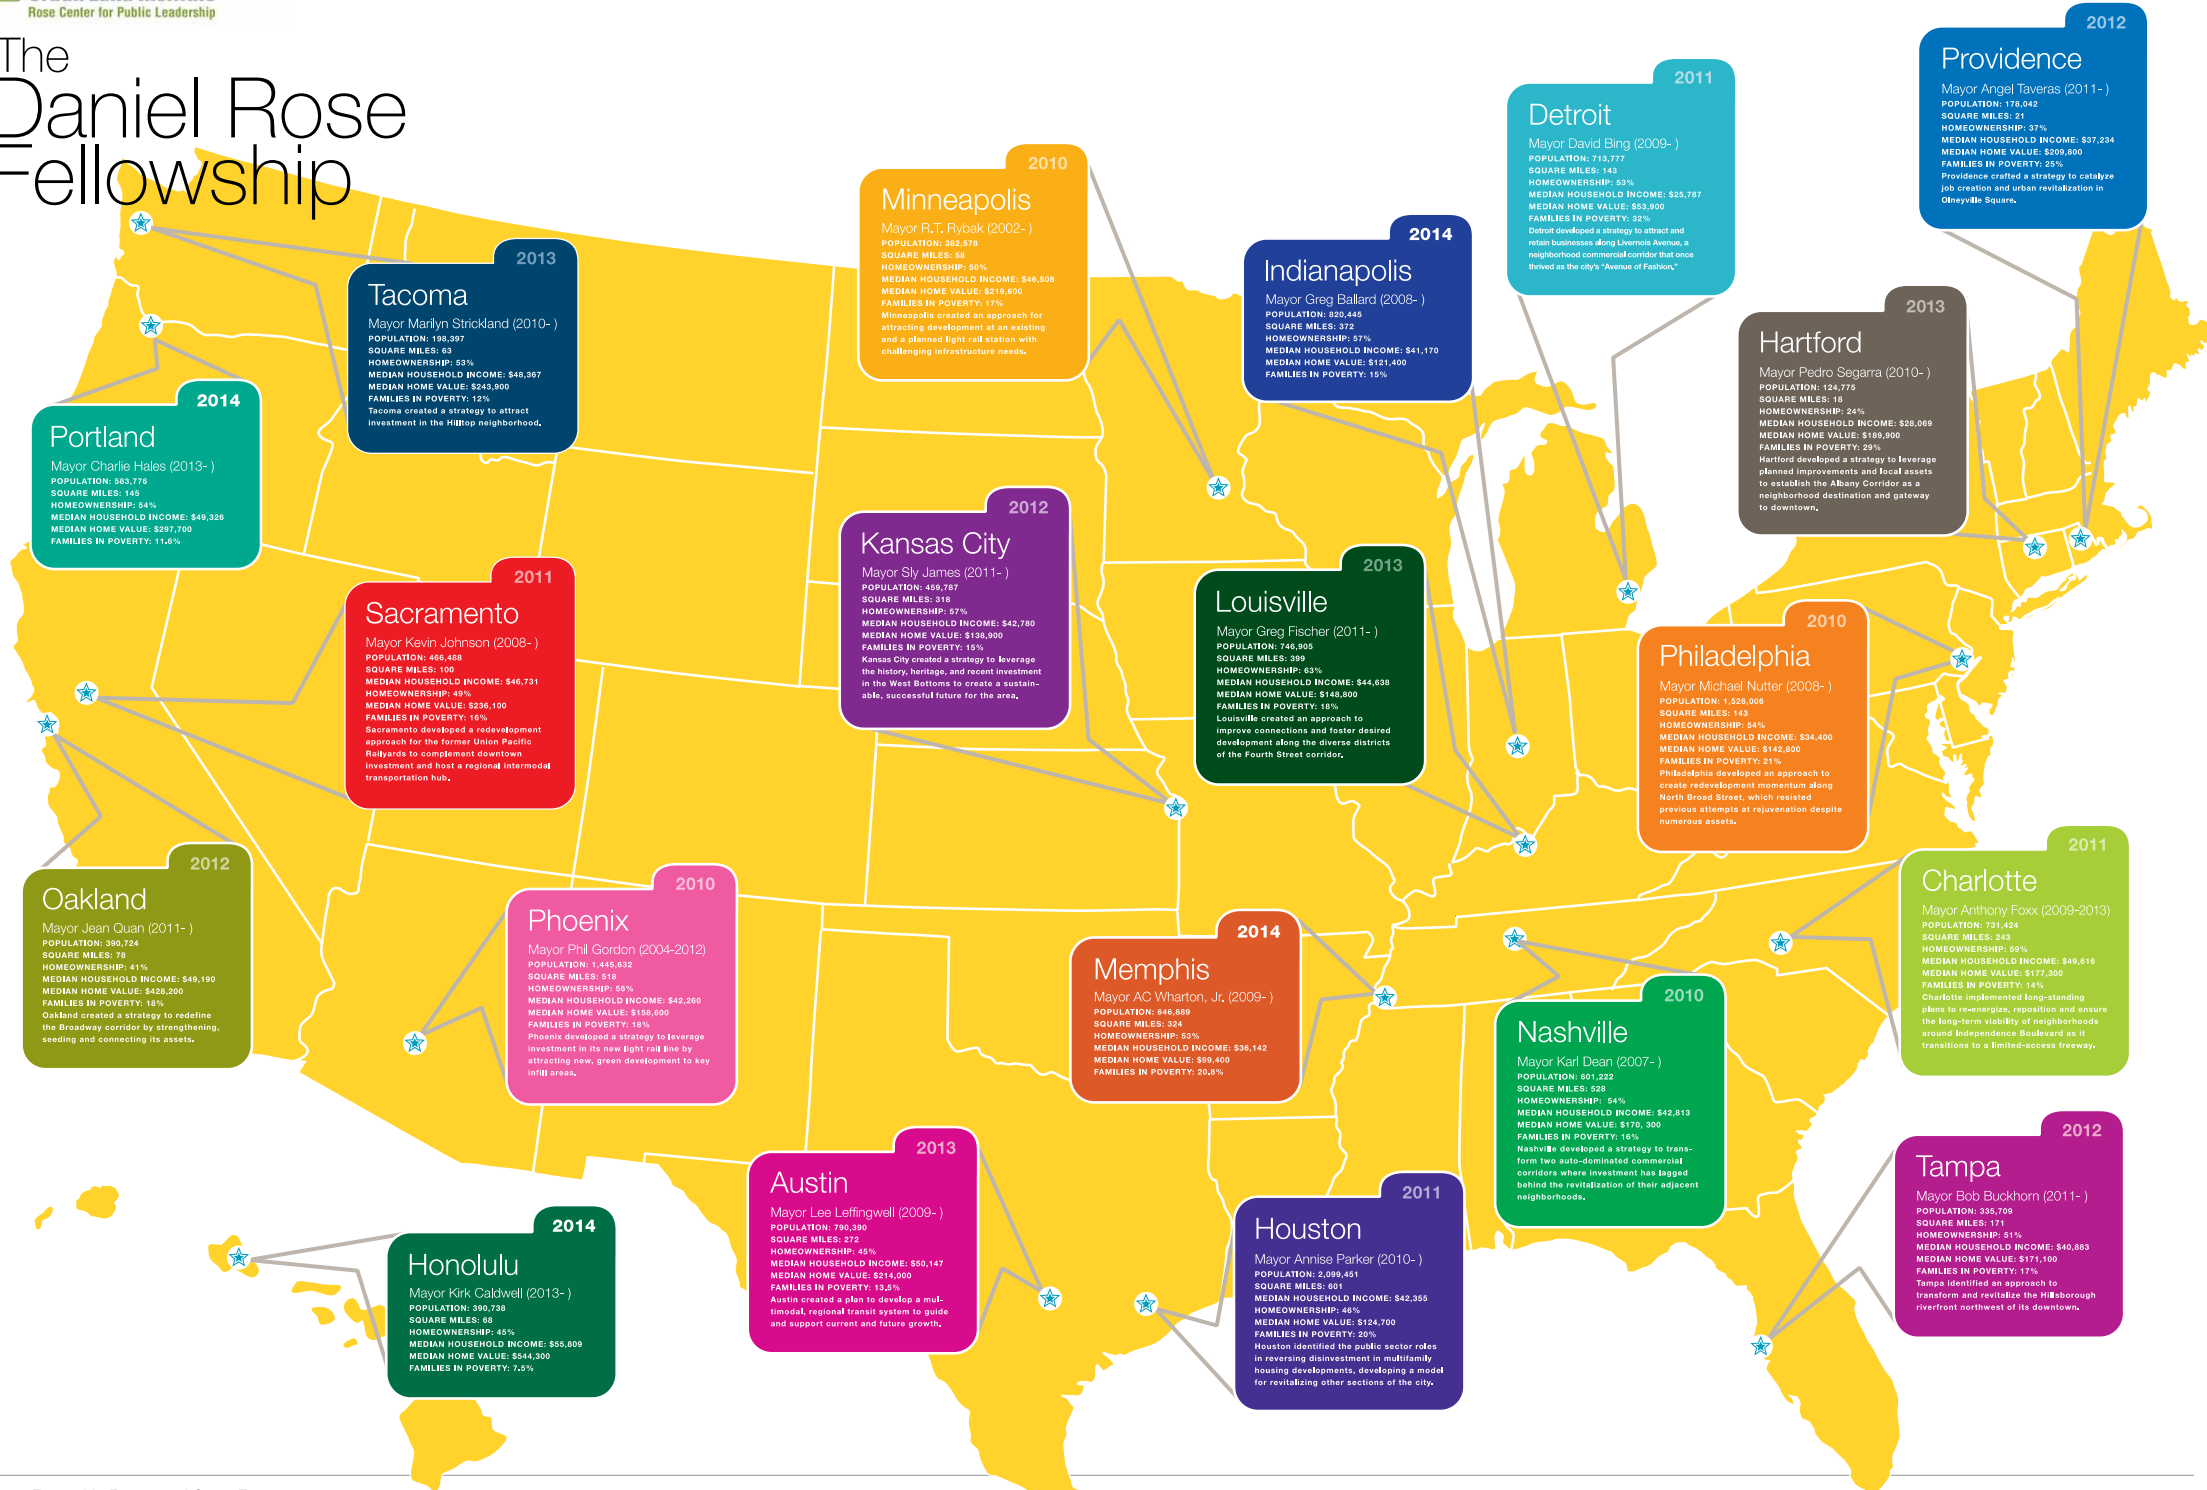 Rose Center for Public Leadership
The
Daniel Rose
Fellowship
2012
Providence
Mayor Angel Taveras (2011- )
POPULATION: 178,042
SQUARE MILES: 21
HOMEOWNERSHIP: 37%
MEDIAN HOUSEHOLD INCOME: $37,234
MEDIAN HOME VALUE: $209,800
FAMILIES IN POVERTY: 25%
Providence crafted a strategy to catalyze
job creation and urban revitalization in
Olneyville Square.
2011
Detroit
Mayor David Bing (2009- )
POPULATION: 713,777
SQUARE MILES: 143
HOMEOWNERSHIP: 53%
MEDIAN HOUSEHOLD INCOME: $25,787
MEDIAN HOME VALUE: $53,900
FAMILIES IN POVERTY: 32%
Detroit developed a strategy to attract and
retain businesses along Livernois Avenue, a
neighborhood commercial corridor that once
thrived as the city's “Avenue of Fashion.”
2010
Minneapolis
Mayor R.T. Rybak (2002- )
POPULATION: 382,578
SQUARE MILES: 58
HOMEOWNERSHIP: 50%
MEDIAN HOUSEHOLD INCOME: $46,508
MEDIAN HOME VALUE: $219,600
FAMILIES IN POVERTY: 17%
Minneapolis created an approach for
attracting development at an existing
and a planned light rail station with
challenging infrastructure needs.
2014
Indianapolis
Mayor Greg Ballard (2008- )
POPULATION: 820,445
SQUARE MILES: 372
HOMEOWNERSHIP: 57%
MEDIAN HOUSEHOLD INCOME: $41,170
MEDIAN HOME VALUE: $121,400
FAMILIES IN POVERTY: 15%
2013
Tacoma
Mayor Marilyn Strickland (2010- )
POPULATION: 198,397
SQUARE MILES: 63
HOMEOWNERSHIP: 53%
MEDIAN HOUSEHOLD INCOME: $48,367
MEDIAN HOME VALUE: $243,900
FAMILIES IN POVERTY: 12%
Tacoma created a strategy to attract
investment in the Hilltop neighborhood.
2013
Hartford
Mayor Pedro Segarra (2010- )
POPULATION: 124,775
SQUARE MILES: 18
HOMEOWNERSHIP: 24%
MEDIAN HOUSEHOLD INCOME: $28,069
MEDIAN HOME VALUE: $189,900
FAMILIES IN POVERTY: 29%
Hartford developed a strategy to leverage
planned improvements and local assets
to establish the Albany Corridor as a
neighborhood destination and gateway
to downtown.
2014
Portland
Mayor Charlie Hales (2013- )
POPULATION: 583,776
SQUARE MILES: 145
HOMEOWNERSHIP: 54%
MEDIAN HOUSEHOLD INCOME: $49,326
MEDIAN HOME VALUE: $297,700
FAMILIES IN POVERTY: 11.6%
2012
Kansas City
Mayor Sly James (2011- )
POPULATION: 459,787
SQUARE MILES: 318
HOMEOWNERSHIP: 57%
MEDIAN HOUSEHOLD INCOME: $42,780
MEDIAN HOME VALUE: $138,900
FAMILIES IN POVERTY: 15%
Kansas City created a strategy to leverage
the history, heritage, and recent investment
in the West Bottoms to create a sustain-
able, successful future for the area.
2013
Louisville
Mayor Greg Fischer (2011- )
POPULATION: 746,905
SQUARE MILES: 399
HOMEOWNERSHIP: 63%
MEDIAN HOUSEHOLD INCOME: $44,638
MEDIAN HOME VALUE: $148,800
FAMILIES IN POVERTY: 18%
Louisville created an approach to
improve connections and foster desired
development along the diverse districts
of the Fourth Street corridor.
2011
Sacramento
Mayor Kevin Johnson (2008- )
POPULATION: 466,488
SQUARE MILES: 100
MEDIAN HOUSEHOLD INCOME: $46,731
HOMEOWNERSHIP: 49%
MEDIAN HOME VALUE: $236,100
FAMILIES IN POVERTY: 16%
Sacramento developed a redevelopment
approach for the former Union Pacific
Railyards to complement downtown
investment and host a regional intermodal
transportation hub.
2010
Philadelphia
Mayor Michael Nutter (2008- )
POPULATION: 1,526,006
SQUARE MILES: 143
HOMEOWNERSHIP: 54%
MEDIAN HOUSEHOLD INCOME: $34,400
MEDIAN HOME VALUE: $142,800
FAMILIES IN POVERTY: 21%
Philadelphia developed an approach to
create redevelopment momentum along
North Broad Street, which resisted
previous attempts at rejuvenation despite
numerous assets.
2012
Oakland
Mayor Jean Quan (2011- )
POPULATION: 390,724
SQUARE MILES: 78
HOMEOWNERSHIP: 41%
MEDIAN HOUSEHOLD INCOME: $49,190
MEDIAN HOME VALUE: $428,200
FAMILIES IN POVERTY: 18%
Oakland created a strategy to redefine
the Broadway corridor by strengthening,
seeding and connecting its assets.
2010
Phoenix
Mayor Phil Gordon (2004-2012)
POPULATION: 1,445,632
SQUARE MILES: 518
HOMEOWNERSHIP: 56%
MEDIAN HOUSEHOLD INCOME: $42,260
MEDIAN HOME VALUE: $158,600
FAMILIES IN POVERTY: 18%
Phoenix developed a strategy to leverage
investment in its new light rail line by
attracting new, green development to key
infill areas.
2014
Memphis
Mayor AC Wharton, Jr. (2009- )
POPULATION: 646,889
SQUARE MILES: 324
HOMEOWNERSHIP: 53%
MEDIAN HOUSEHOLD INCOME: $36,142
MEDIAN HOME VALUE: $99,400
FAMILIES IN POVERTY: 20.8%
2011
Charlotte
Mayor Anthony Foxx (2009-2013)
POPULATION: 731,424
SQUARE MILES: 243
HOMEOWNERSHIP: 59%
MEDIAN HOUSEHOLD INCOME: $49,616
MEDIAN HOME VALUE: $177,300
FAMILIES IN POVERTY: 14%
Charlotte implemented long-standing
plans to re-energize, reposition and ensure
the long-term viability of neighborhoods
around Independence Boulevard as it
transitions to a limited-access freeway.
2010
Nashville
Mayor Karl Dean (2007- )
POPULATION: 601,222
SQUARE MILES: 528
HOMEOWNERSHIP: 54%
MEDIAN HOUSEHOLD INCOME: $42,813
MEDIAN HOME VALUE: $170, 300
FAMILIES IN POVERTY: 16%
Nashville developed a strategy to trans-
form two auto-dominated commercial
corridors where investment has lagged
behind the revitalization of their adjacent
neighborhoods.
2012
Tampa
Mayor Bob Buckhorn (2011- )
POPULATION: 335,709
SQUARE MILES: 171
HOMEOWNERSHIP: 51%
MEDIAN HOUSEHOLD INCOME: $40,883
MEDIAN HOME VALUE: $171,100
FAMILIES IN POVERTY: 17%
Tampa identified an approach to
transform and revitalize the Hillsborough
riverfront northwest of its downtown.
2013
Austin
Mayor Lee Leffingwell (2009- )
POPULATION: 790,390
SQUARE MILES: 272
HOMEOWNERSHIP: 45%
MEDIAN HOUSEHOLD INCOME: $50,147
MEDIAN HOME VALUE: $214,000
FAMILIES IN POVERTY: 13.5%
Austin created a plan to develop a mul-
timodal, regional transit system to guide
and support current and future growth.
2011
Houston
Mayor Annise Parker (2010- )
POPULATION: 2,099,451
SQUARE MILES: 601
MEDIAN HOUSEHOLD INCOME: $42,355
HOMEOWNERSHIP: 46%
MEDIAN HOME VALUE: $124,700
FAMILIES IN POVERTY: 20%
Houston identified the public sector roles
in reversing disinvestment in multifamily
housing developments, developing a model
for revitalizing other sections of the city.
2014
Honolulu
Mayor Kirk Caldwell (2013- )
POPULATION: 390,738
SQUARE MILES: 68
HOMEOWNERSHIP: 45%
MEDIAN HOUSEHOLD INCOME: $55,809
MEDIAN HOME VALUE: $544,300
FAMILIES IN POVERTY: 7.5%